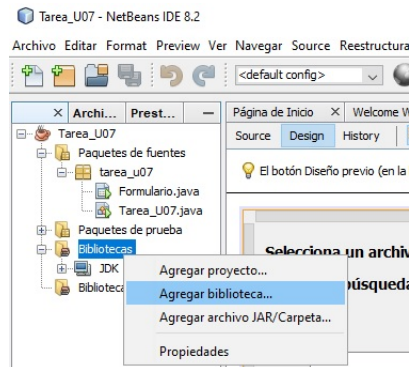 Tarea_U07 - NetBeans IDE 8.2
Archivo Editar Format Preview Ver Navegar Source Reestructura
<default config>
Archi... Prest...
Página de Inicio Welcome W
Tarea_U07
Source Design History
Paquetes de fuentes
tarea_u07
El botón Diseño previo (en la
Formulario.java
Tarea_U07.java
Paquetes de prueba
Bibliotecas
Selecciona un archiv
JDK
Agregar proyecto...
Biblioteca
Agregar biblioteca...
búsqueda
Agregar archivo JAR/Carpeta...
Propiedades